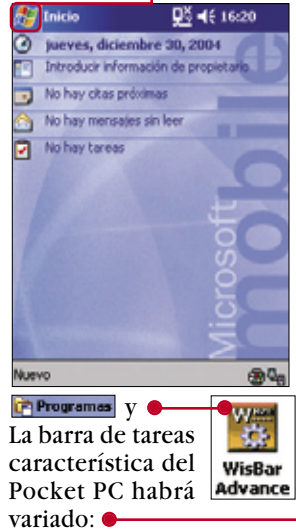 Inicio 16:20
jueves, diciembre 30, 2004
Introducir información de propietario
No hay citas próximas
No hay mensajes sin leer
No hay tareas
Microsoft
mobile
Nuevo
Programas y
WisBar
Advance
La barra de tareas
característica del
Pocket PC habrá
variado: